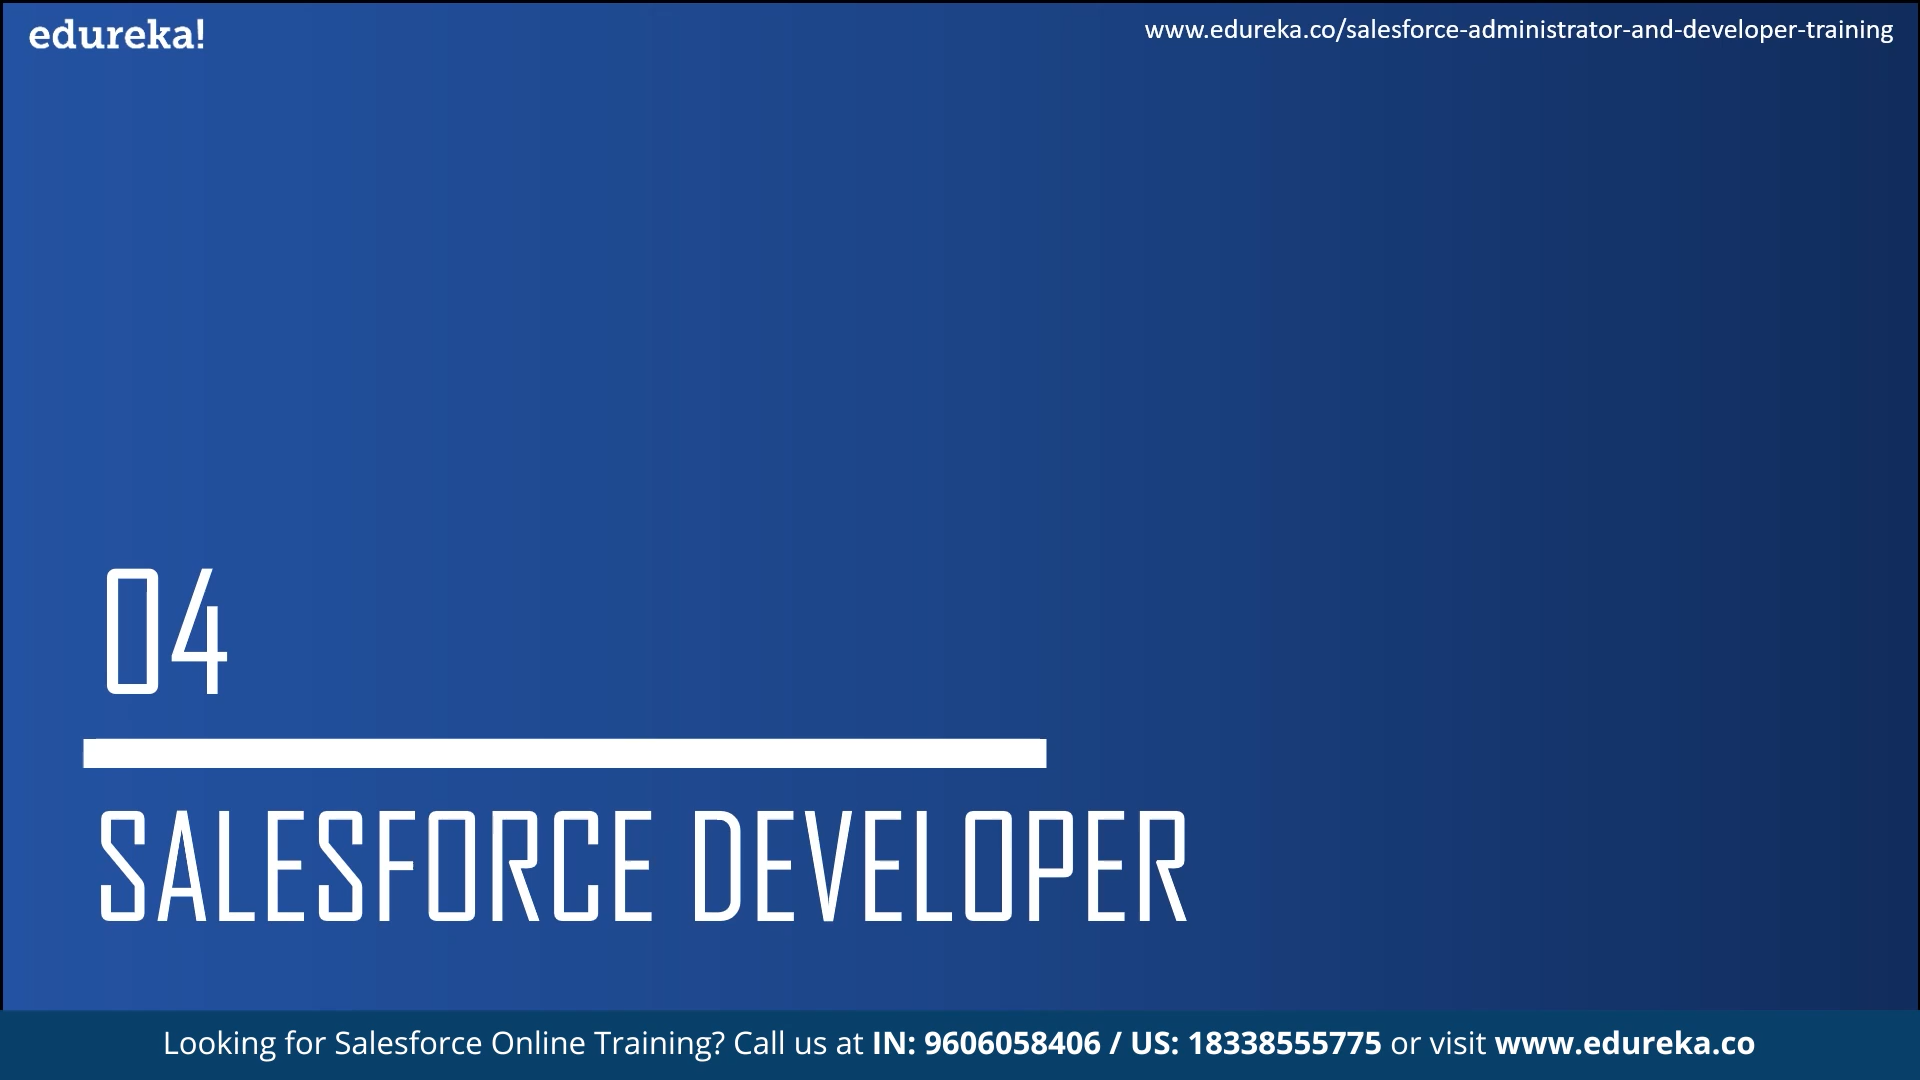 edureka!
www.edureka.co/salesforce-administrator-and-developer-training
04
SALESFORCE DEVELOPER
Looking for Salesforce Online Training? Call us at IN: 9606058406 / US: 18338555775 or visit www.edureka.co